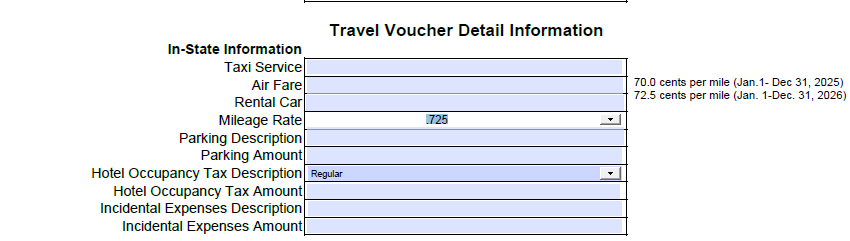 Travel Voucher Detail Information
In-State Information
Taxi Service
Air Fare
70.0 cents per mile (Jan.1- Dec 31, 2025)
Rental Car
72.5 cents per mile (Jan. 1-Dec. 31, 2026)
Mileage Rate .725
Parking Description
Parking Amount
Hotel Occupancy Tax Description Regular
Hotel Occupancy Tax Amount
Incidental Expenses Description
Incidental Expenses Amount